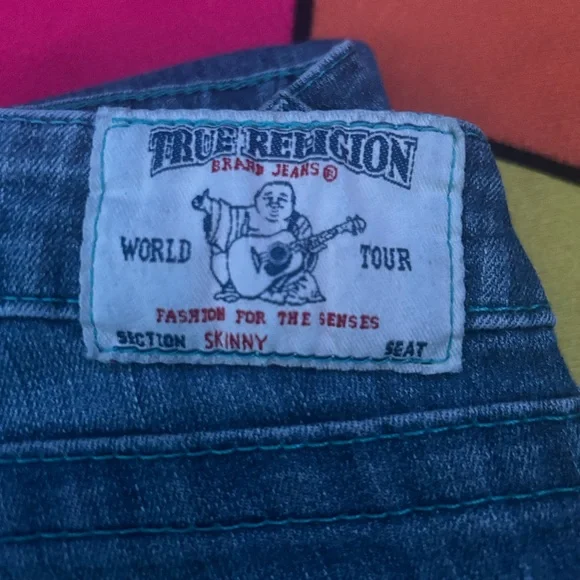 TRUE RELIGION
BRAND JEANS®
WORLD TOUR
FASHION FOR THE SENSES
SECTION SKINNY SEAT